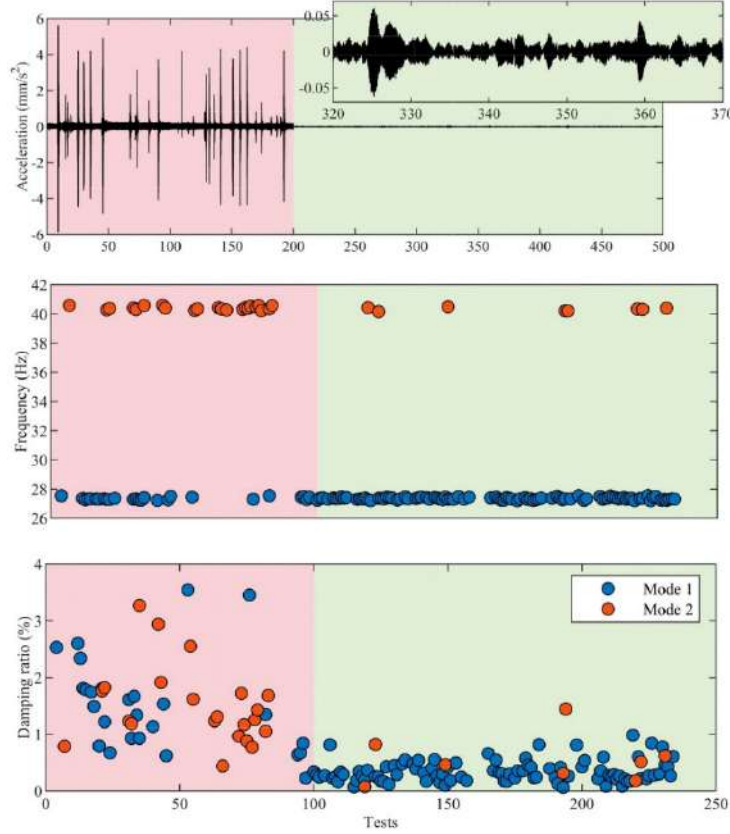 6
4
2
0
-2
-4
-6
Acceleration (mm/s²)
0 50 100 150 200 250 300 350 400 450 500
0.05
0
-0.05
320 330 340 350 360 370
42
40
38
36
34
32
30
28
26
Frequency (Hz)
4
3
2
1
0
Damping ratio (%)
Mode 1
Mode 2
0 50 100 150 200 250
Tests